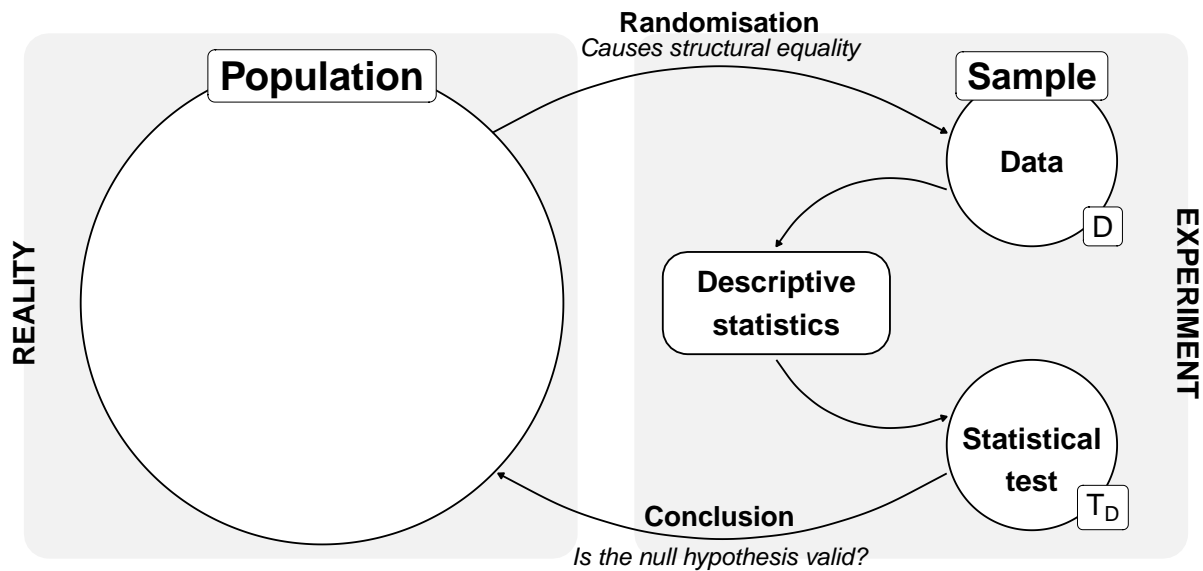 Randomisation
Causes structural equality
Population
Sample
Data
D
REALITY
EXPERIMENT
Descriptive
statistics
Statistical
test
T_D
Conclusion
Is the null hypothesis valid?